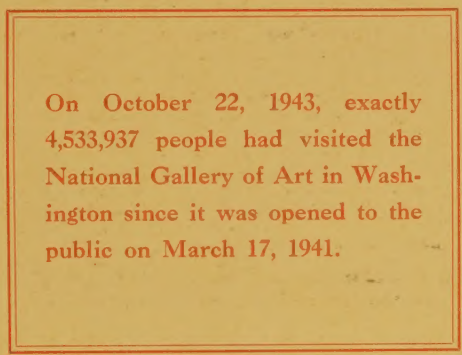 On October 22, 1943, exactly
4,533,937 people had visited the
National Gallery of Art in Wash-
ington since it was opened to the
public on March 17, 1941.